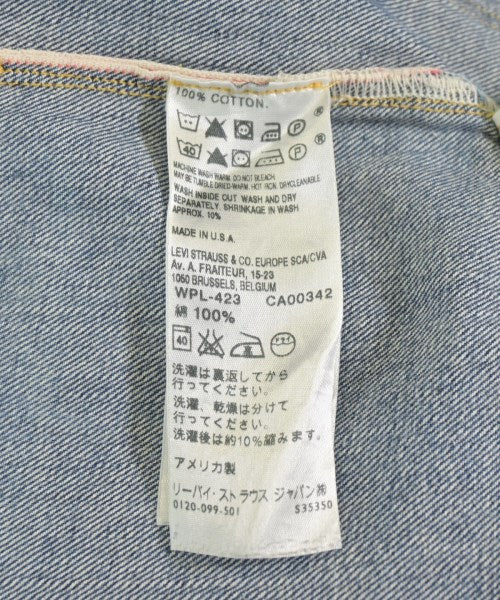 100% COTTON.
40
MACHINE WASH WARM. DO NOT BLEACH.
MAY BE TUMBLE DRIED-WARM. HOT IRON. DRYCLEANABLE
WASH INSIDE OUT WASH AND DRY
SEPARATELY. SHRINKAGE IN WASH
APPROX. 10%
MADE IN U.S.A.
LEVI STRAUSS & CO. EUROPE SCA/CVA
Av. A. FRAITEUR, 15-23
1050 BRUSSELS, BELGIUM
WPL-423 CA00342
綿 100%
40 ドライ
洗濯は裏返してから
行ってください。
洗濯、乾燥は分けて
行ってください。
洗濯後は約10%縮みます。
アメリカ製
リーバイ・ストラウス ジャパン㈱
0120-099-501 S35350